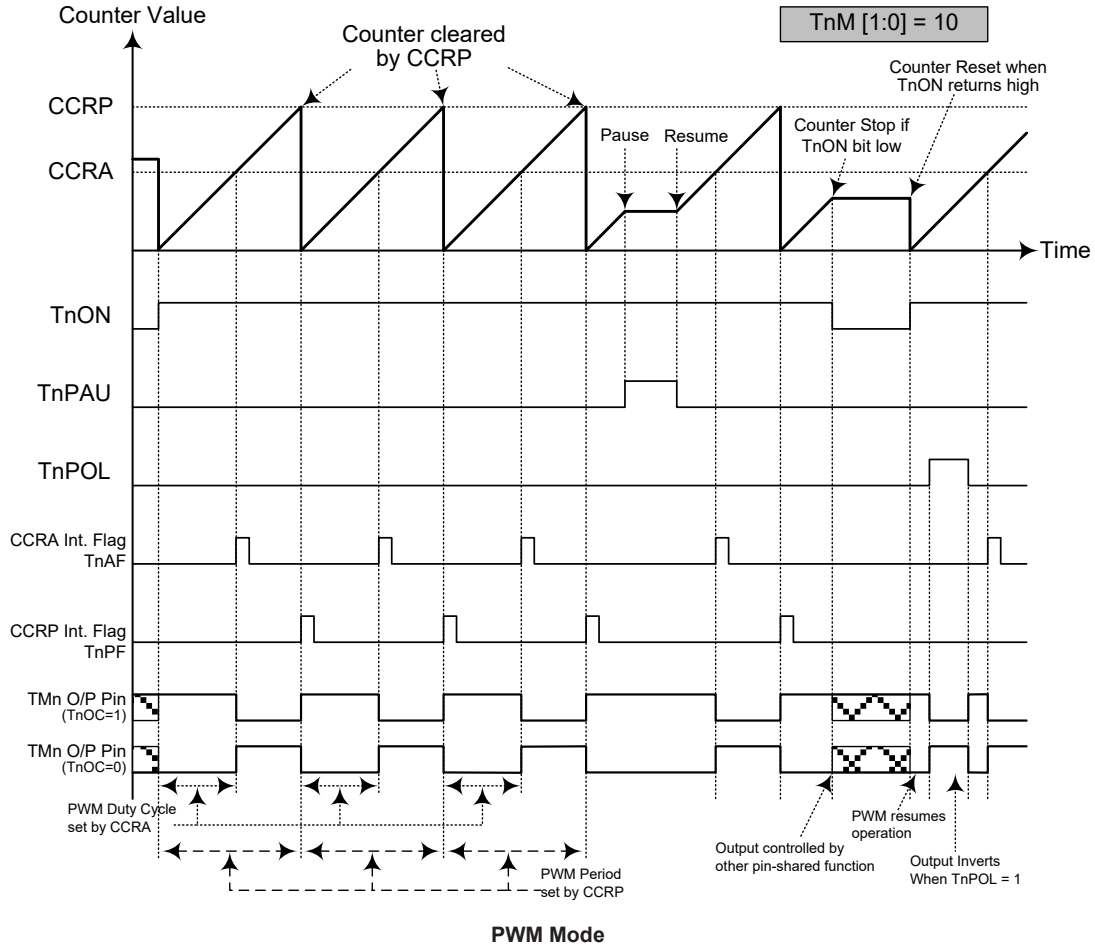 Counter Value
TnM [1:0] = 10
Counter cleared
by CCRP
Counter Reset when
TnON returns high
CCRP
Pause
Resume
Counter Stop if
TnON bit low
CCRA
Time
TnON
TnPAU
TnPOL
CCRA Int. Flag
TnAF
CCRP Int. Flag
TnPF
TMn O/P Pin
(TnOC=1)
TMn O/P Pin
(TnOC=0)
PWM Duty Cycle
set by CCRA
PWM resumes
operation
Output controlled by
other pin-shared function
Output Inverts
When TnPOL = 1
PWM Period
set by CCRP
PWM Mode